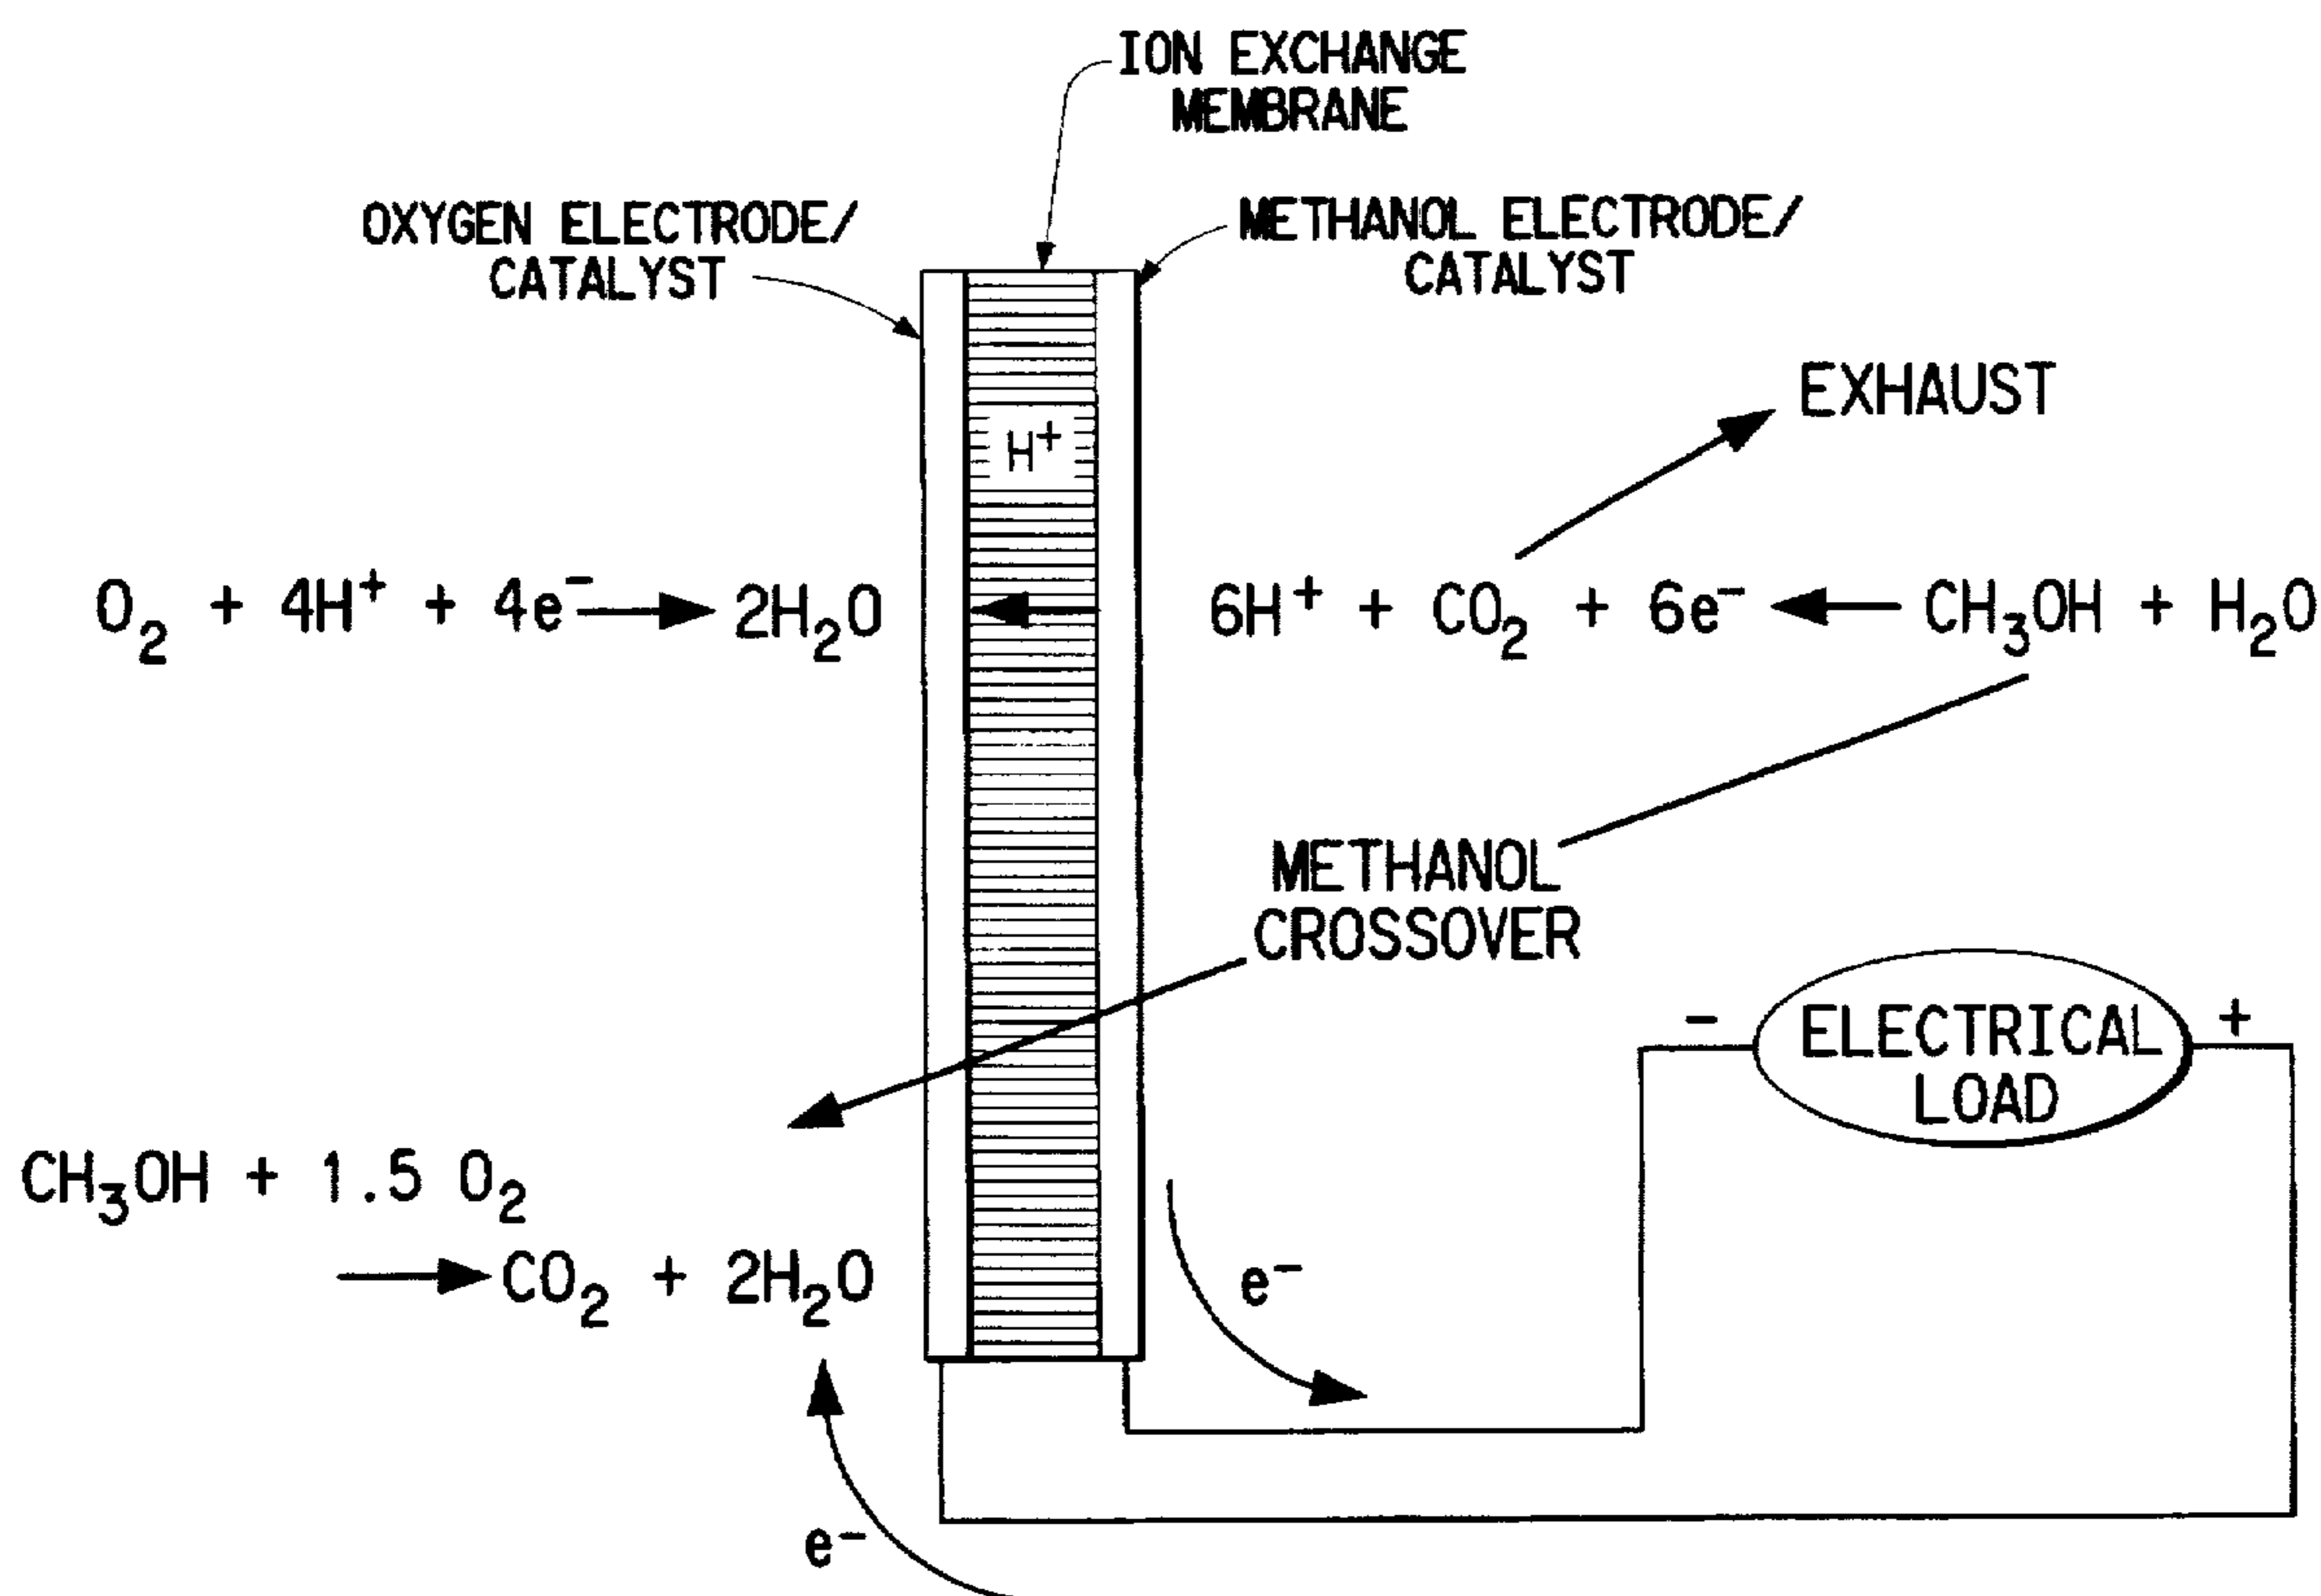 ION EXCHANGE
MEMBRANE
OXYGEN ELECTRODE/
CATALYST
METHANOL ELECTRODE/
CATALYST
EXHAUST
H⁺
O₂ + 4H⁺ + 4e⁻ → 2H₂O
6H⁺ + CO₂ + 6e⁻ ← CH₃OH + H₂O
METHANOL
CROSSOVER
- ELECTRICAL +
LOAD
CH₃OH + 1.5 O₂
→ CO₂ + 2H₂O
e⁻
e⁻